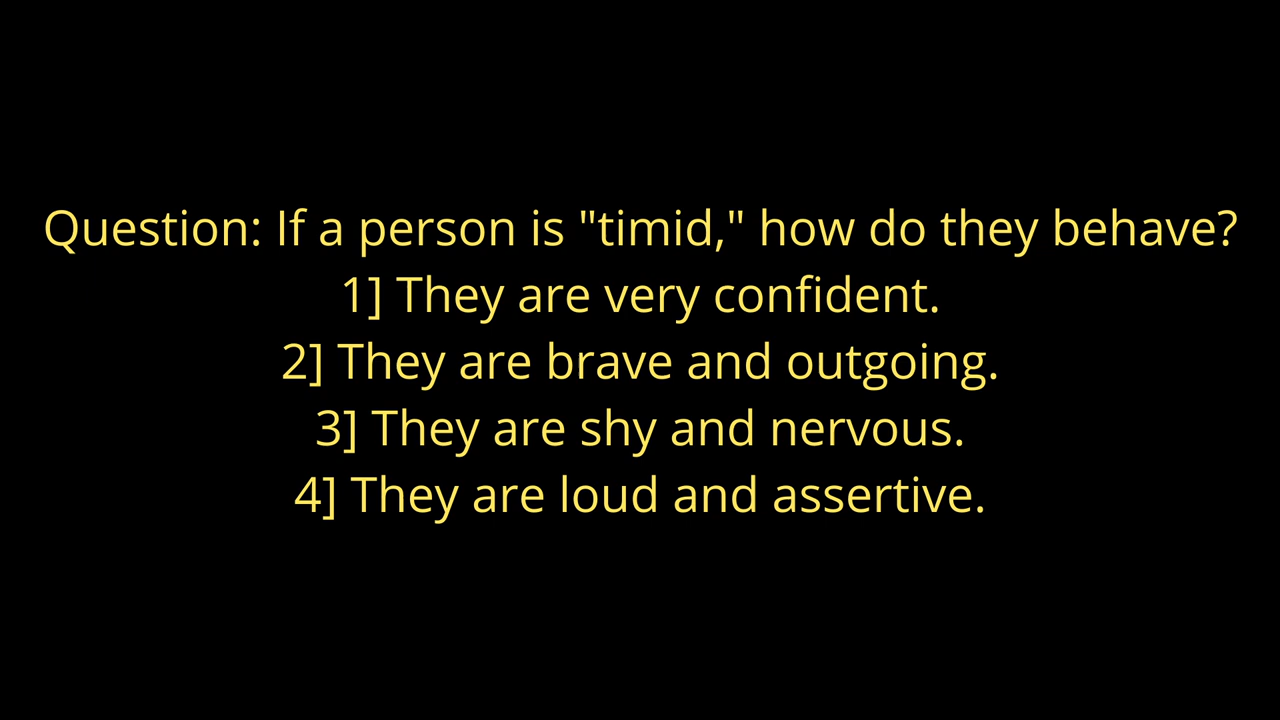 Question: If a person is "timid," how do they behave?
1] They are very confident.
2] They are brave and outgoing.
3] They are shy and nervous.
4] They are loud and assertive.